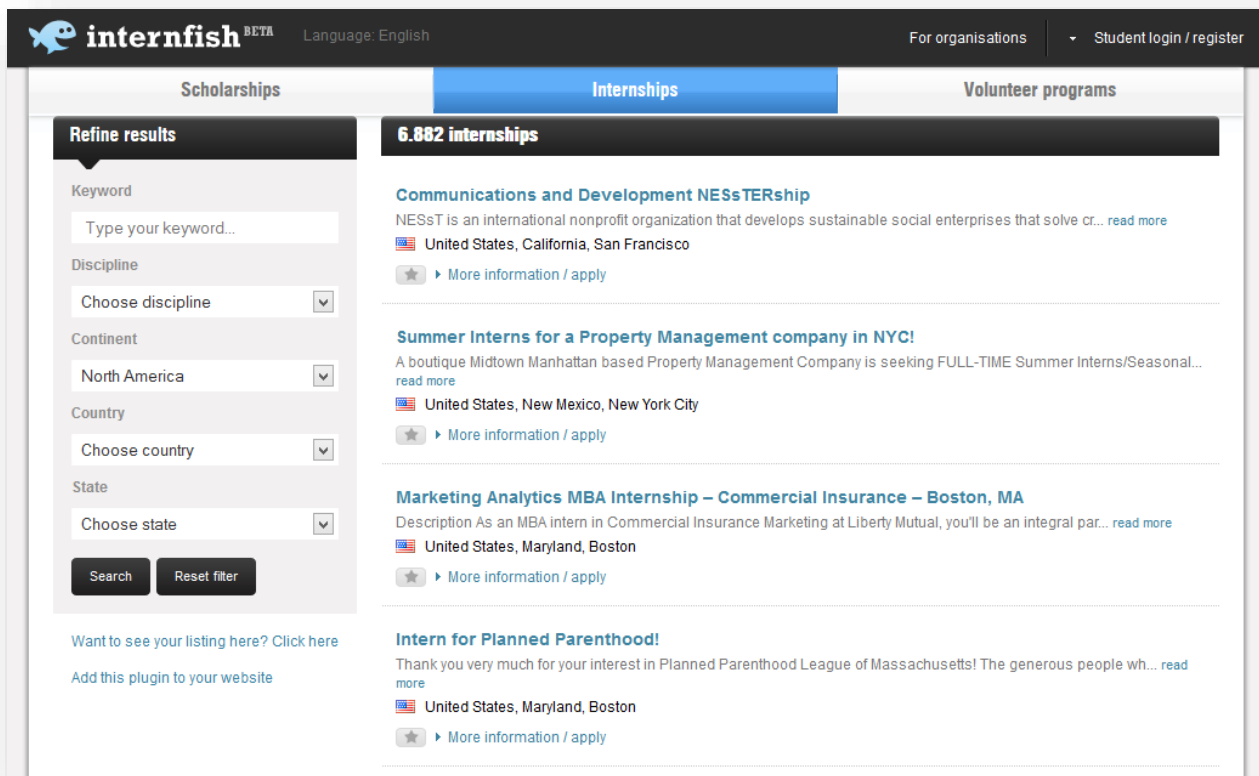 internfish BETA
Language: English
For organisations
Student login / register
Scholarships
Internships
Volunteer programs
Refine results
Keyword
Type your keyword...
Discipline
Choose discipline
Continent
North America
Country
Choose country
State
Choose state
Search
Reset filter
Want to see your listing here? Click here
Add this plugin to your website
6.882 internships
Communications and Development NESsTERship
NESsT is an international nonprofit organization that develops sustainable social enterprises that solve cr... read more
United States, California, San Francisco
More information / apply
Summer Interns for a Property Management company in NYC!
A boutique Midtown Manhattan based Property Management Company is seeking FULL-TIME Summer Interns/Seasonal...
read more
United States, New Mexico, New York City
More information / apply
Marketing Analytics MBA Internship – Commercial Insurance – Boston, MA
Description As an MBA intern in Commercial Insurance Marketing at Liberty Mutual, you'll be an integral par... read more
United States, Maryland, Boston
More information / apply
Intern for Planned Parenthood!
Thank you very much for your interest in Planned Parenthood League of Massachusetts! The generous people wh... read
more
United States, Maryland, Boston
More information / apply